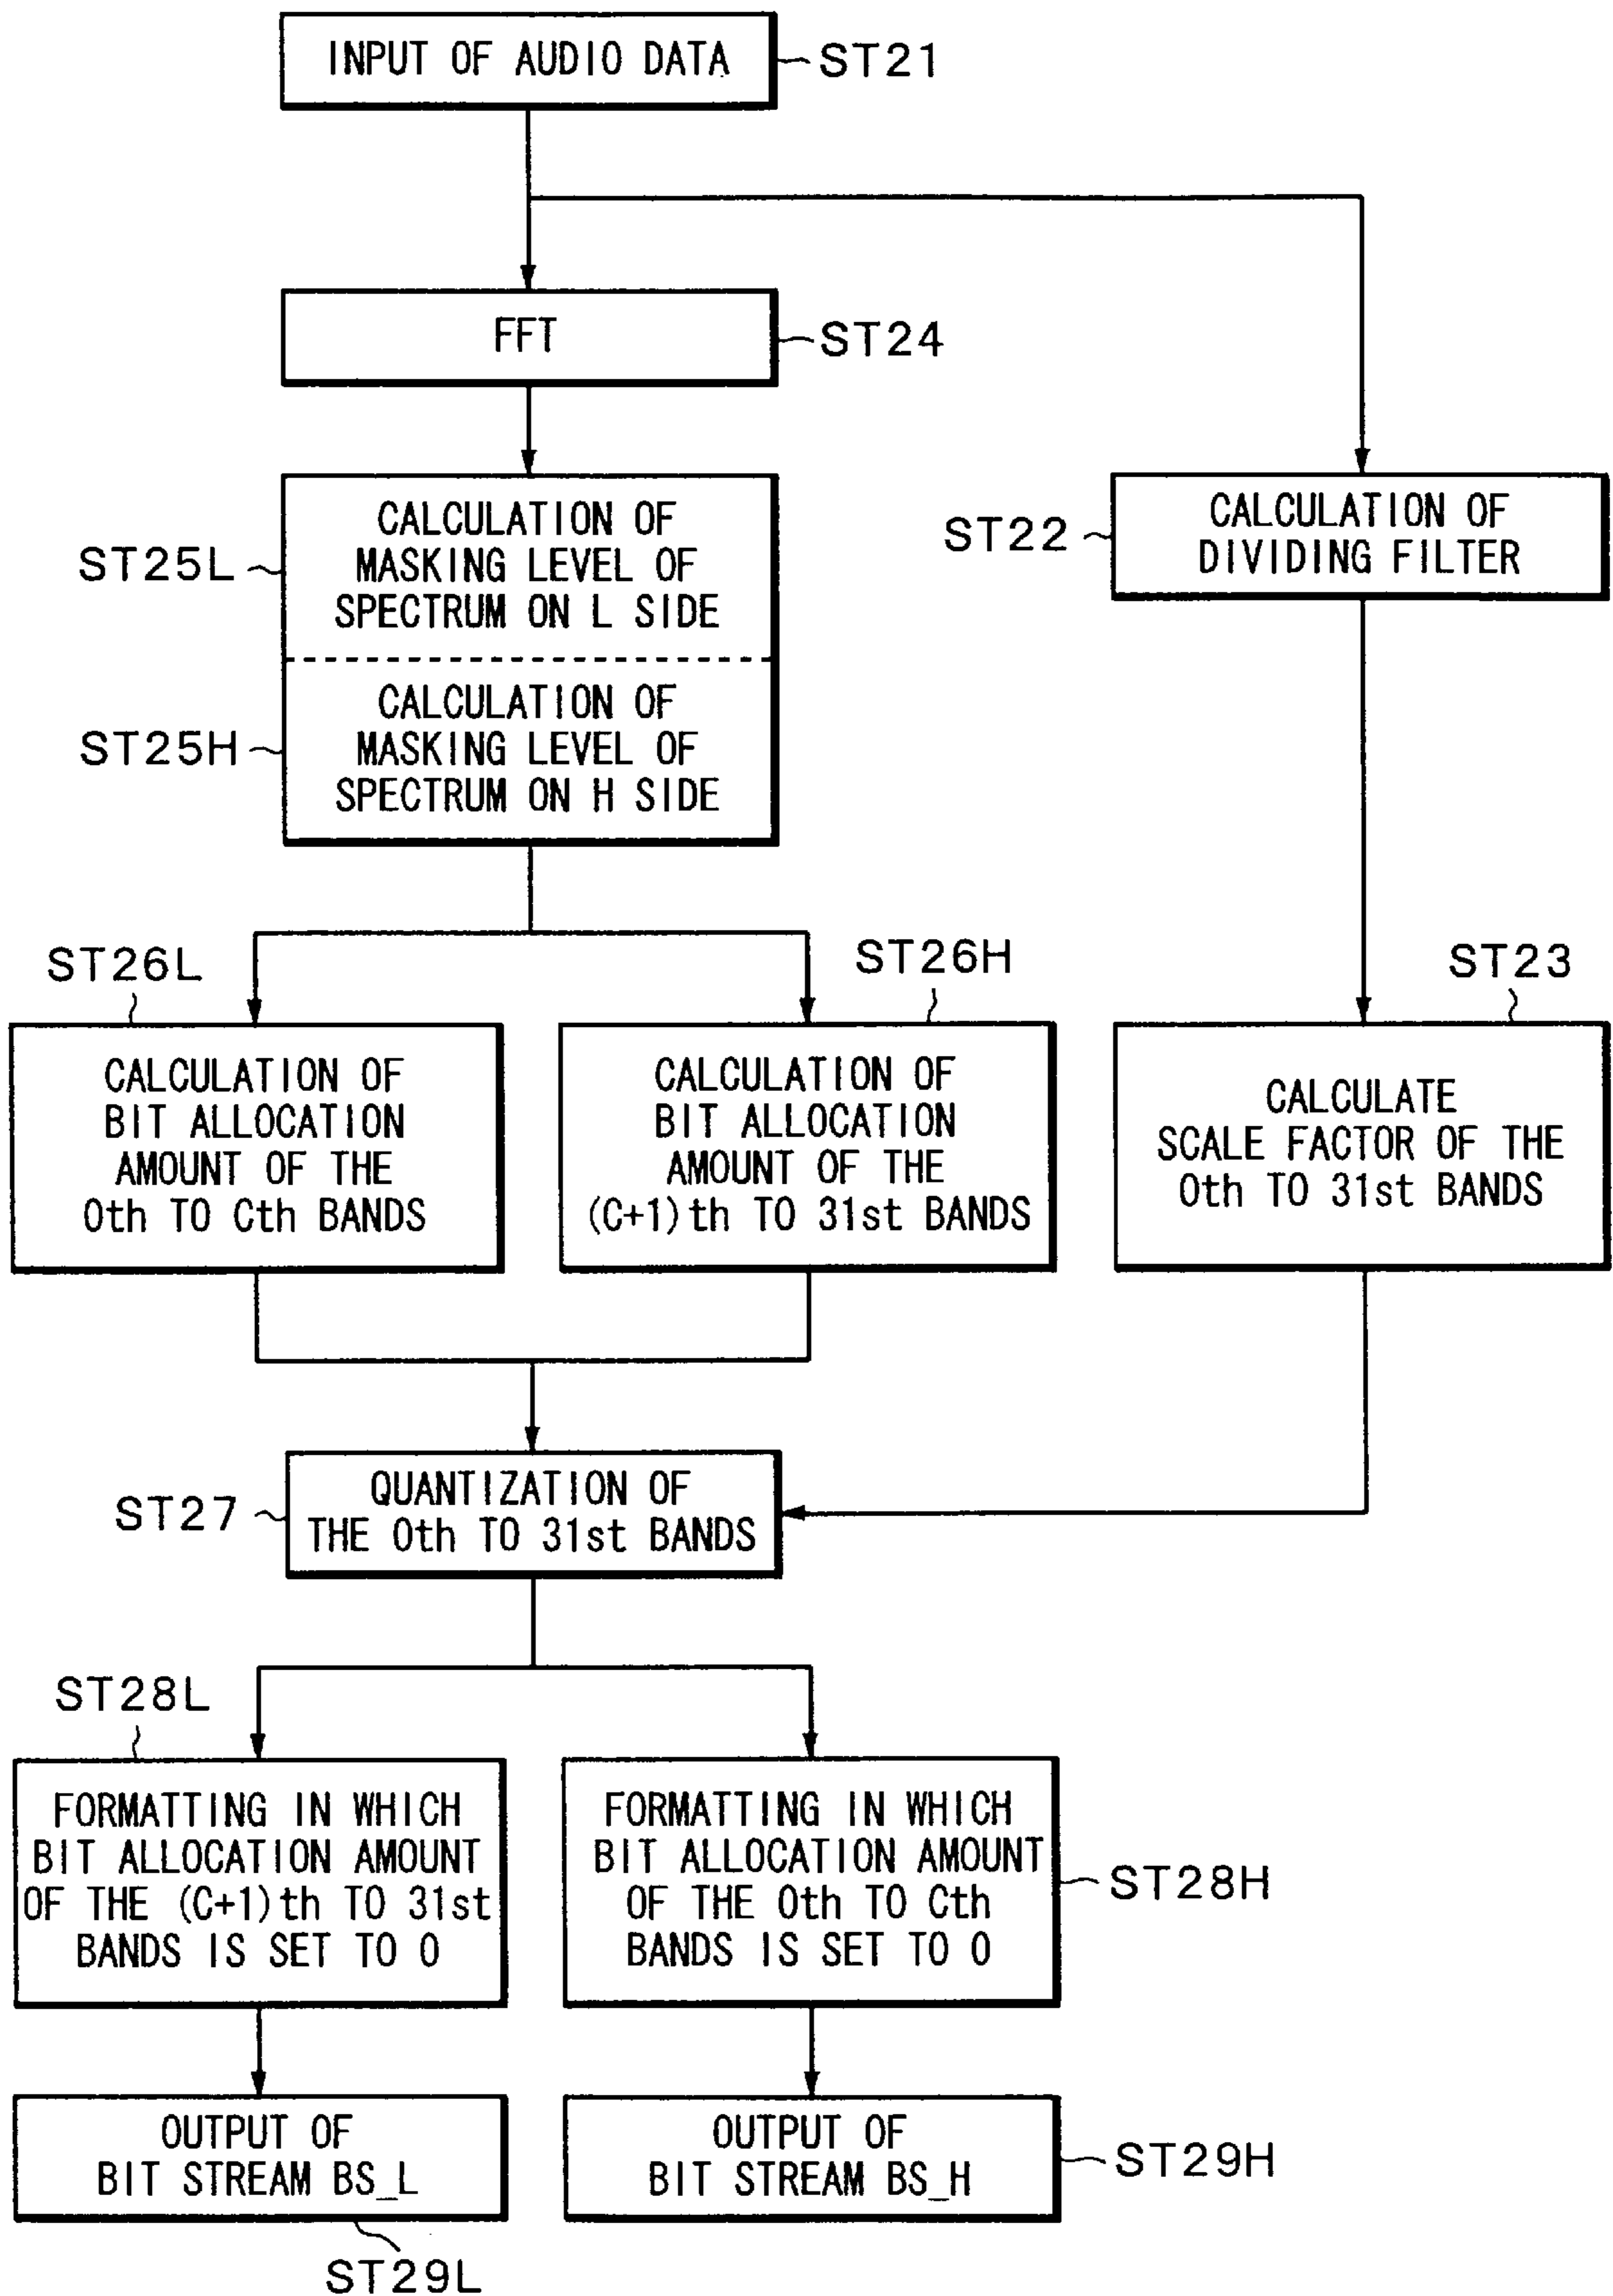 INPUT OF AUDIO DATA
ST21
FFT
ST24
CALCULATION OF
MASKING LEVEL OF
SPECTRUM ON L SIDE
ST25L
CALCULATION OF
MASKING LEVEL OF
SPECTRUM ON H SIDE
ST25H
ST22
CALCULATION OF
DIVIDING FILTER
ST26L
CALCULATION OF
BIT ALLOCATION
AMOUNT OF THE
0th TO Cth BANDS
ST26H
CALCULATION OF
BIT ALLOCATION
AMOUNT OF THE
(C+1)th TO 31st BANDS
ST23
CALCULATE
SCALE FACTOR OF THE
0th TO 31st BANDS
ST27
QUANTIZATION OF
THE 0th TO 31st BANDS
ST28L
FORMATTING IN WHICH
BIT ALLOCATION AMOUNT
OF THE (C+1)th TO 31st
BANDS IS SET TO 0
FORMATTING IN WHICH
BIT ALLOCATION AMOUNT
OF THE 0th TO Cth
BANDS IS SET TO 0
ST28H
OUTPUT OF
BIT STREAM BS_L
ST29L
OUTPUT OF
BIT STREAM BS_H
ST29H